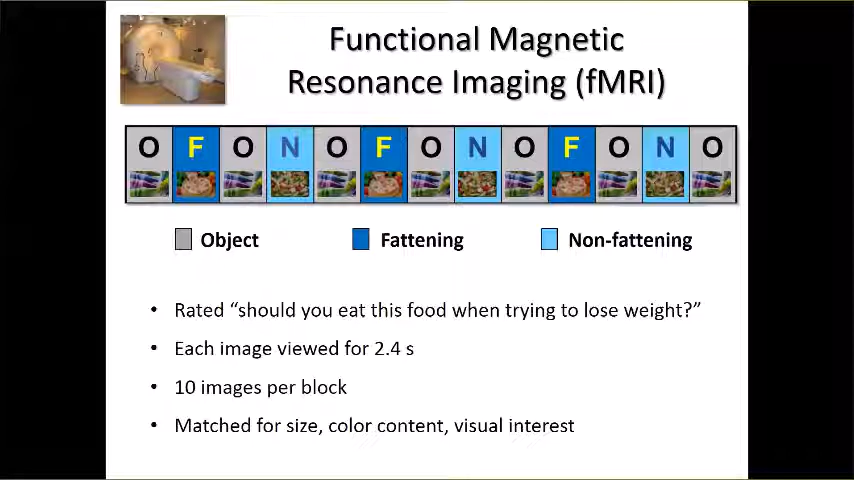 Functional Magnetic
Resonance Imaging (fMRI)
O F O N O F O N O F O N O
Object Fattening Non-fattening
• Rated “should you eat this food when trying to lose weight?”
• Each image viewed for 2.4 s
• 10 images per block
• Matched for size, color content, visual interest